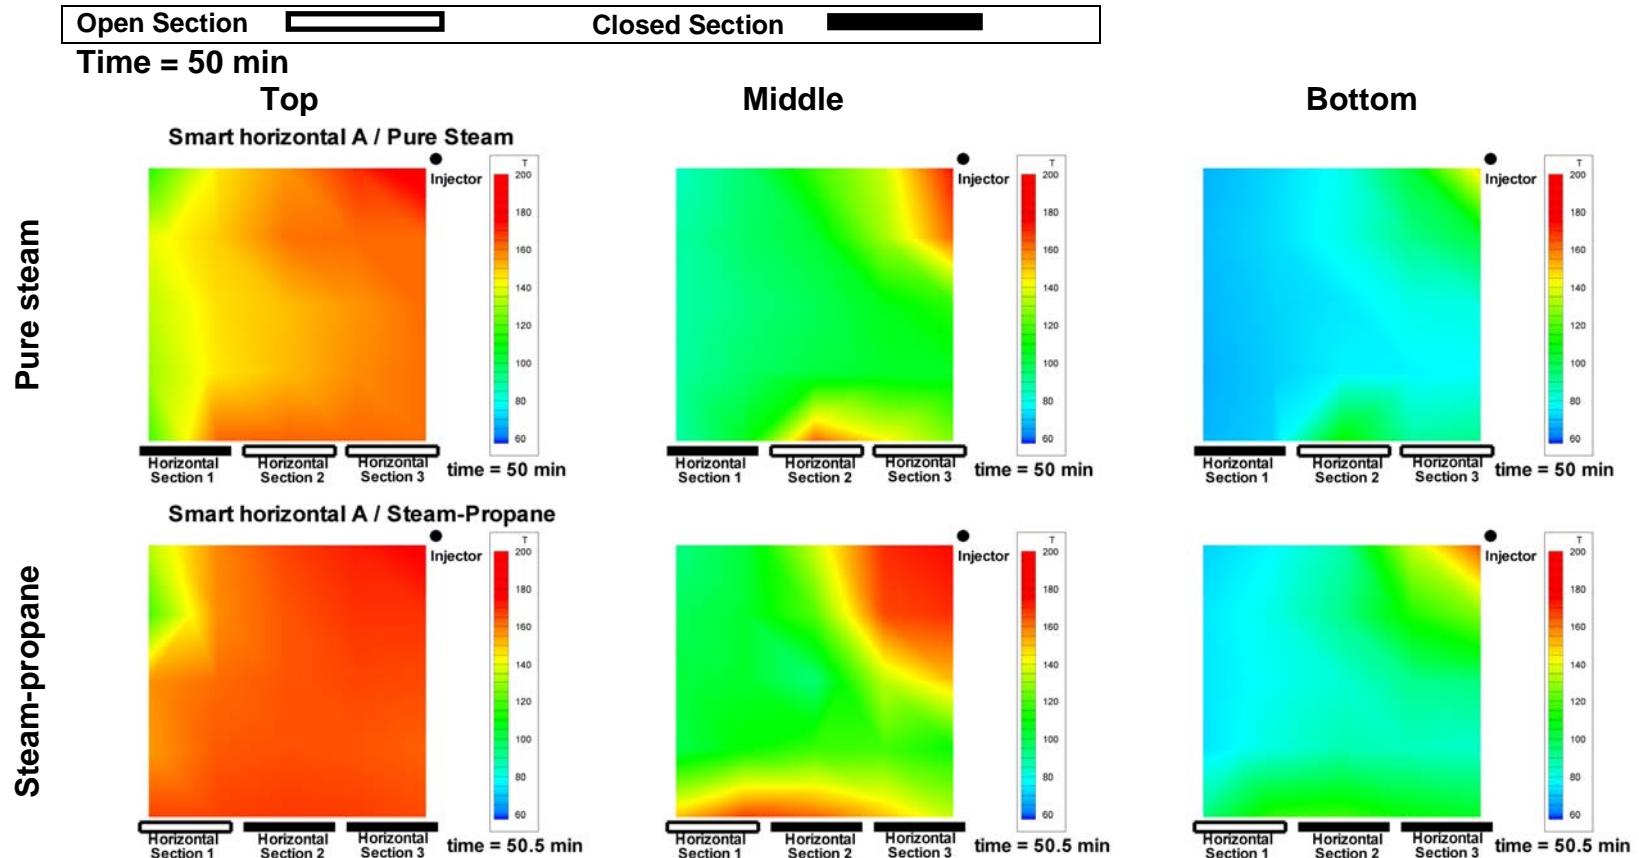 Open Section Closed Section
Time = 50 min
Top Middle Bottom
Pure steam
Smart horizontal A / Pure Steam
Injector
T
200
180
160
140
120
100
80
60
Horizontal Section 1
Horizontal Section 2
Horizontal Section 3
time = 50 min
Injector
T
200
180
160
140
120
100
80
60
Horizontal Section 1
Horizontal Section 2
Horizontal Section 3
time = 50 min
Injector
T
200
180
160
140
120
100
80
60
Horizontal Section 1
Horizontal Section 2
Horizontal Section 3
time = 50 min
Steam-propane
Smart horizontal A / Steam-Propane
Injector
T
200
180
160
140
120
100
80
60
Horizontal Section 1
Horizontal Section 2
Horizontal Section 3
time = 50.5 min
Injector
T
200
180
160
140
120
100
80
60
Horizontal Section 1
Horizontal Section 2
Horizontal Section 3
time = 50.5 min
Injector
T
200
180
160
140
120
100
80
60
Horizontal Section 1
Horizontal Section 2
Horizontal Section 3
time = 50.5 min